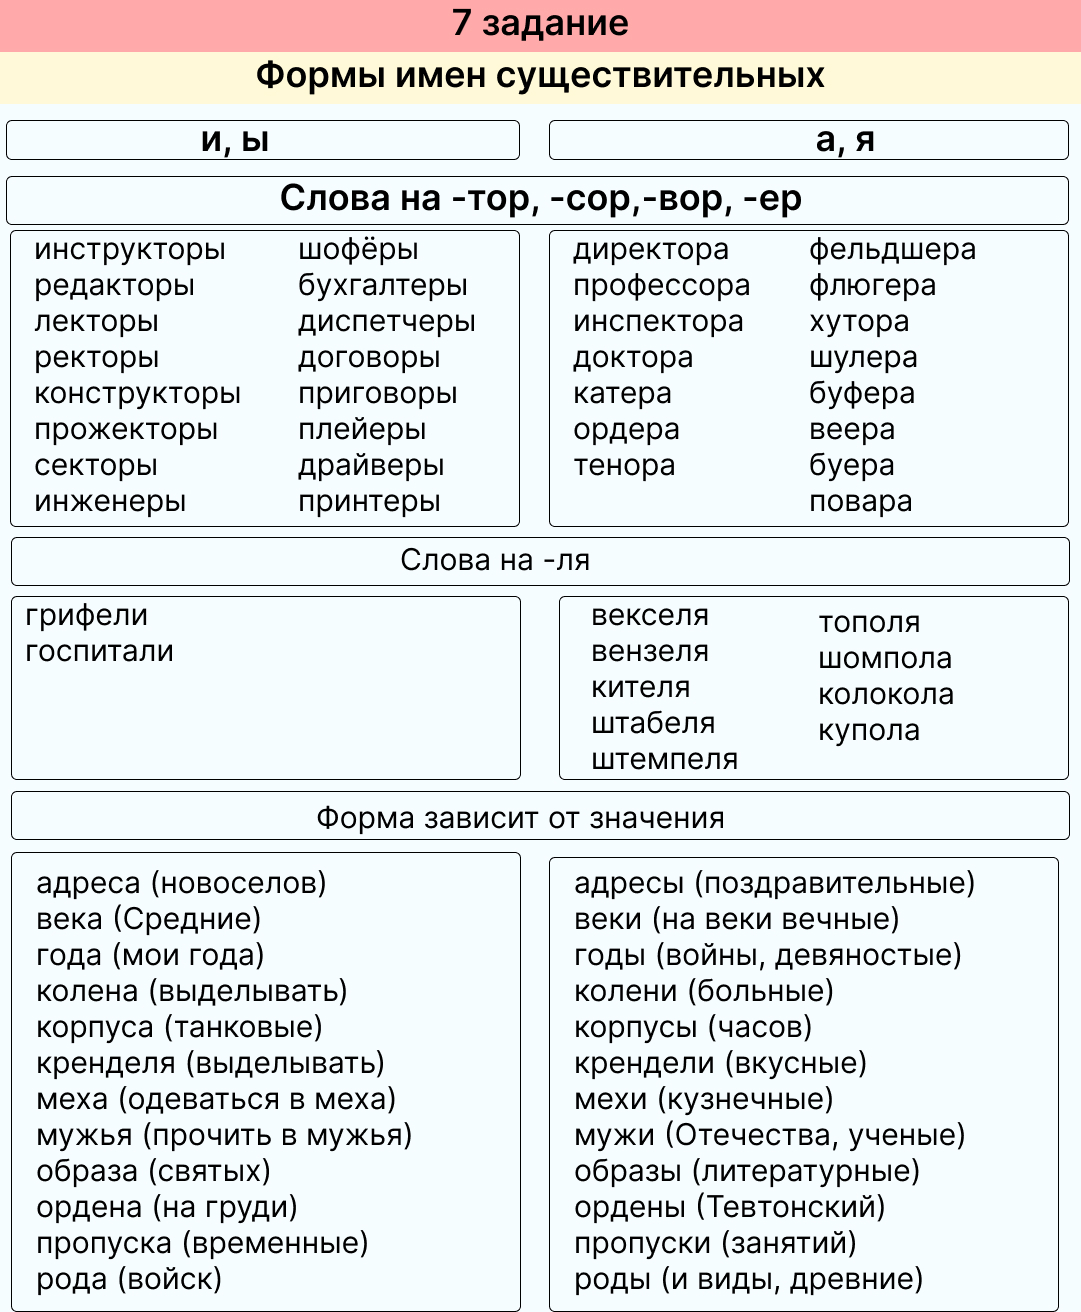 7 задание
Формы имен существительных
и, ы
а, я
Слова на -тор, -сор,-вор, -ер
инструкторы
редакторы
лекторы
ректоры
конструкторы
прожекторы
секторы
инженеры
шофёры
бухгалтеры
диспетчеры
договоры
приговоры
плейеры
драйверы
принтеры
директора
профессора
инспектора
доктора
катера
ордера
тенора
фельдшера
флюгера
хутора
шулера
буфера
веера
буера
повара
Слова на -ля
грифели
госпитали
векселя
вензеля
кителя
штабеля
штемпеля
тополя
шомпола
колокола
купола
Форма зависит от значения
адреса (новоселов)
века (Средние)
года (мои года)
колена (выделывать)
корпуса (танковые)
кренделя (выделывать)
меха (одеваться в меха)
мужья (прочить в мужья)
образа (святых)
ордена (на груди)
пропуска (временные)
рода (войск)
адресы (поздравительные)
веки (на веки вечные)
годы (войны, девяностые)
колени (больные)
корпусы (часов)
крендели (вкусные)
мехи (кузнечные)
мужи (Отечества, ученые)
образы (литературные)
ордены (Тевтонский)
пропуски (занятий)
роды (и виды, древние)